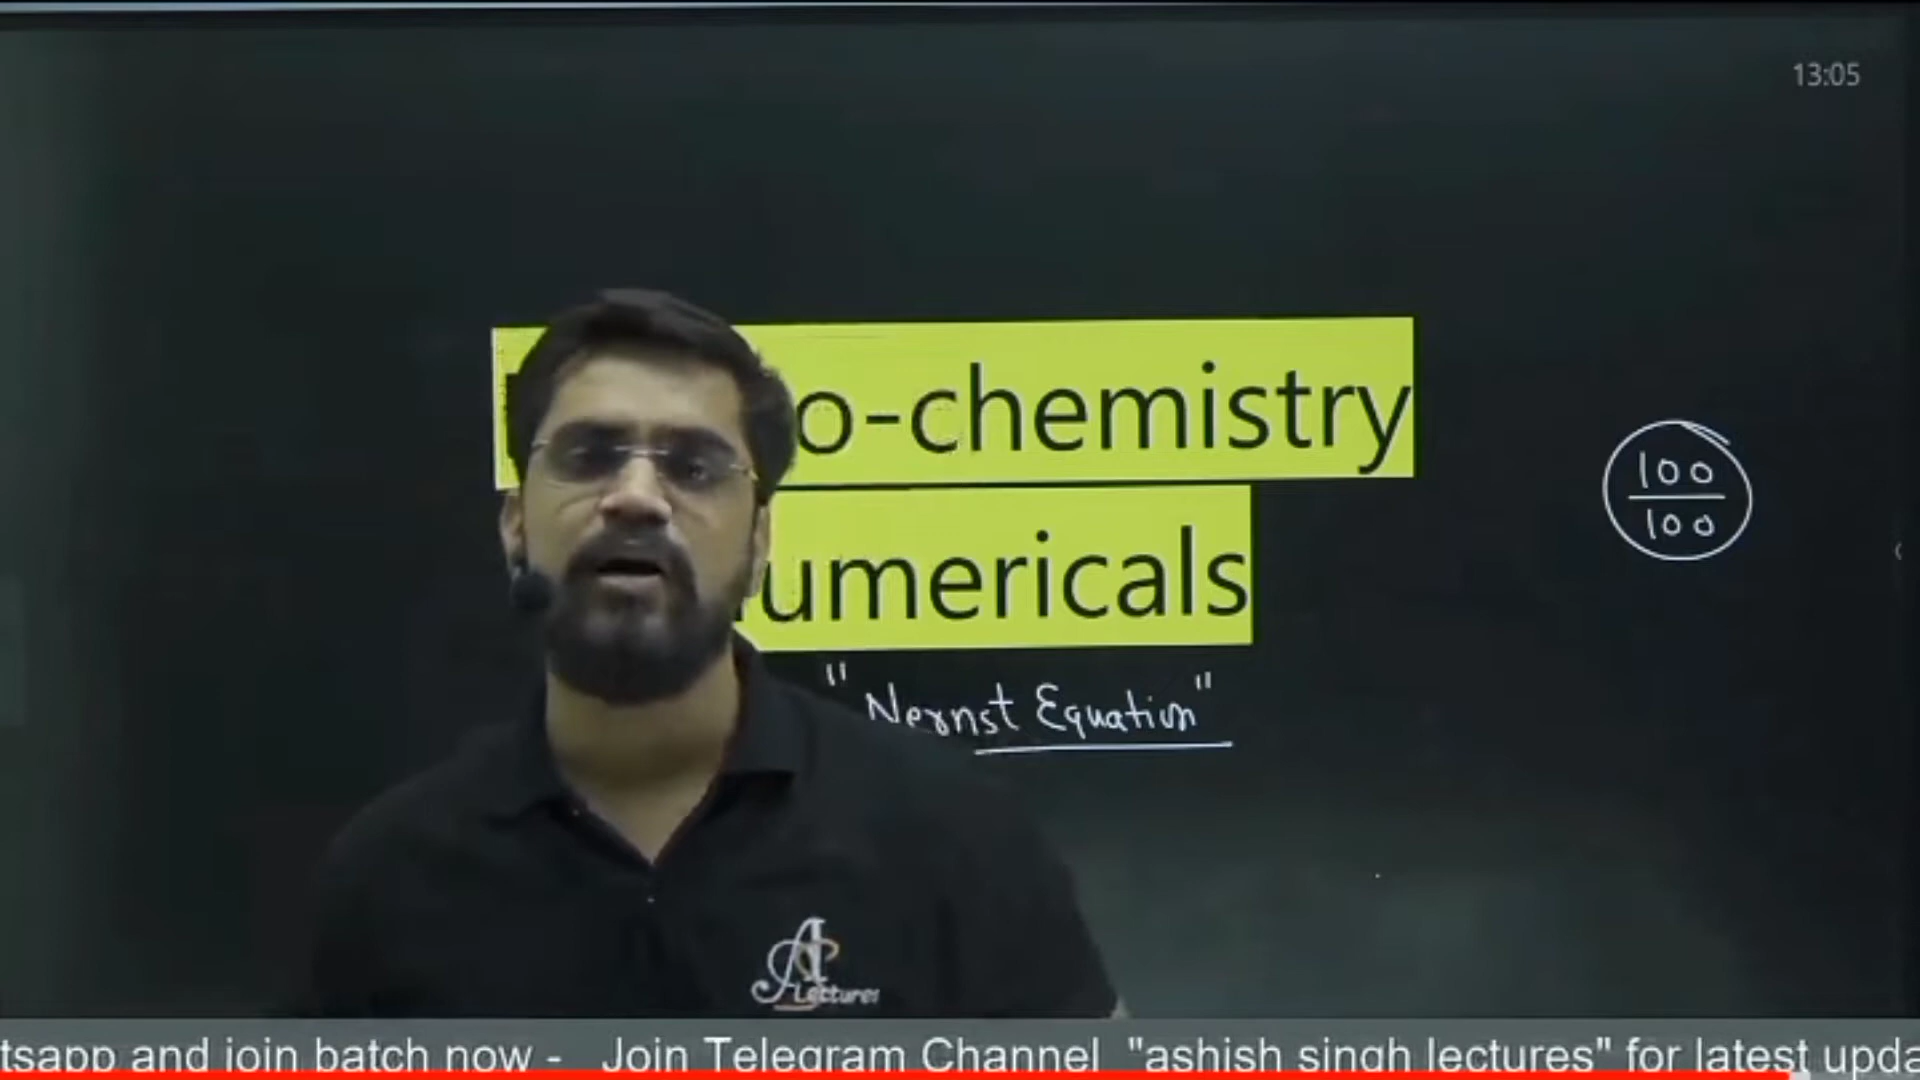 13:05
o-chemistry
umericals
"Nernst Equation"
100
100
AS
Lectures
tsapp and join batch now - Join Telegram Channel "ashish singh lectures" for latest upda